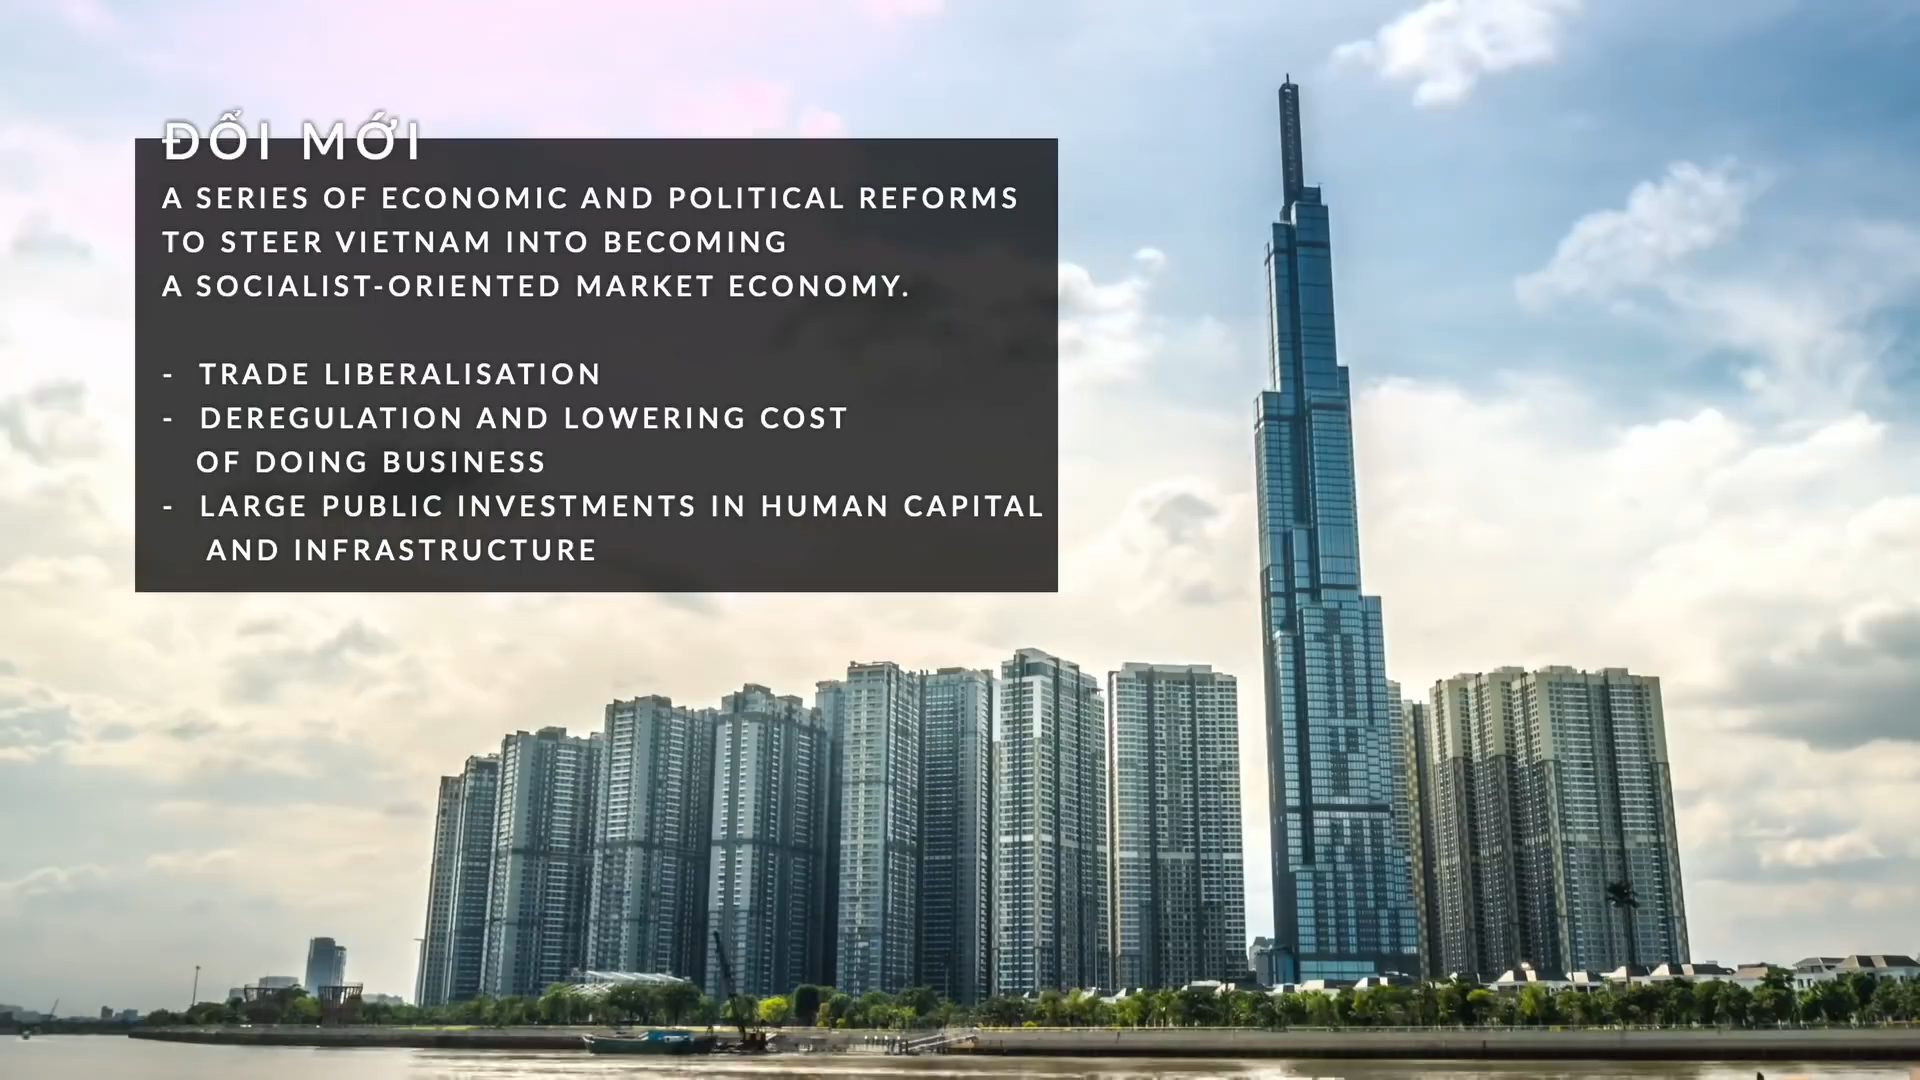 ĐỔI MỚI
A SERIES OF ECONOMIC AND POLITICAL REFORMS
TO STEER VIETNAM INTO BECOMING
A SOCIALIST-ORIENTED MARKET ECONOMY.
- TRADE LIBERALISATION
- DEREGULATION AND LOWERING COST
OF DOING BUSINESS
- LARGE PUBLIC INVESTMENTS IN HUMAN CAPITAL
AND INFRASTRUCTURE